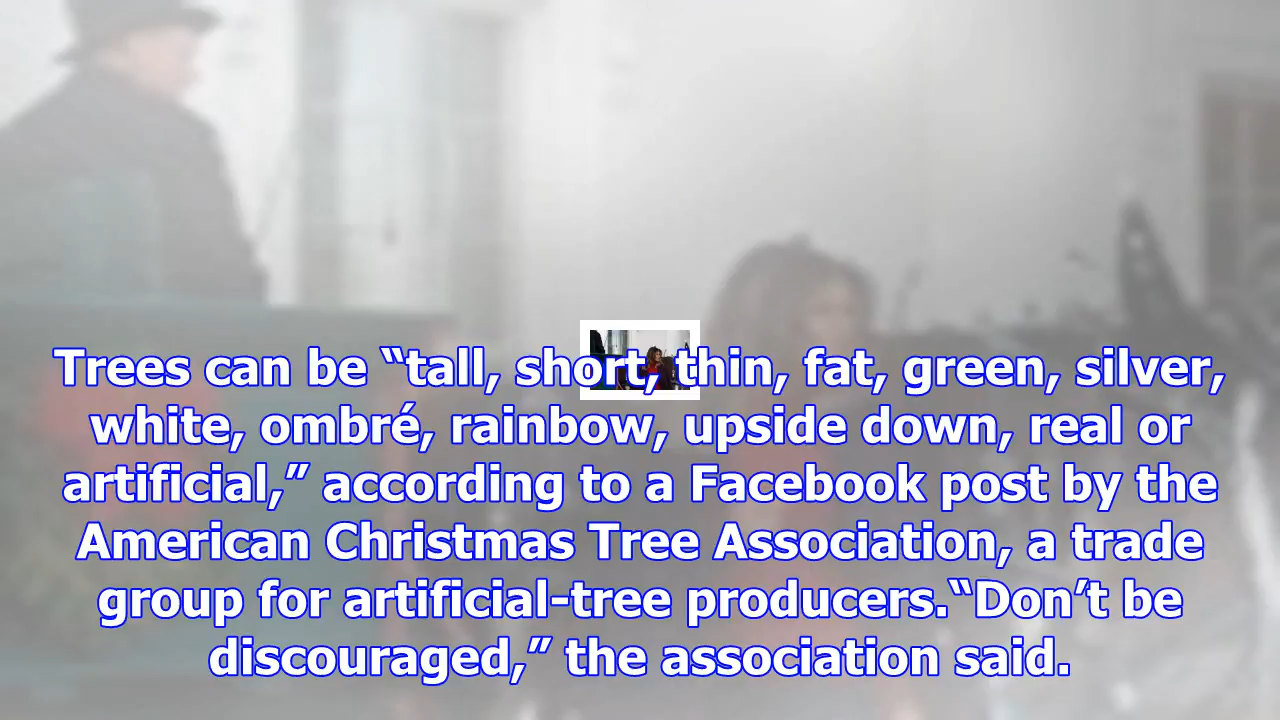 Trees can be “tall, short, thin, fat, green, silver,
white, ombré, rainbow, upside down, real or
artificial,” according to a Facebook post by the
American Christmas Tree Association, a trade
group for artificial-tree producers.“Don’t be
discouraged,” the association said.